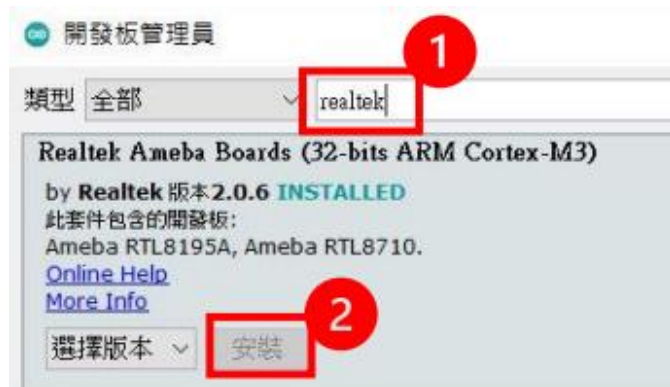 開發板管理員
1
類型 全部 realtek
Realtek Ameba Boards (32-bits ARM Cortex-M3)
by Realtek 版本2.0.6 INSTALLED
此套件包含的開發板:
Ameba RTL8195A, Ameba RTL8710.
Online Help
More Info
2
選擇版本 安裝